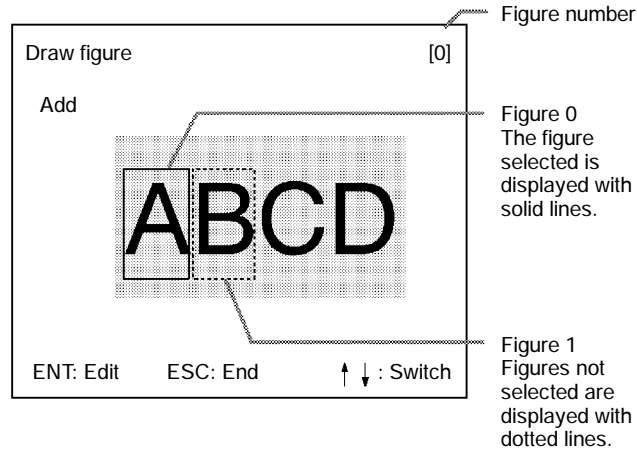 Figure number
Draw figure [0]
Add
Figure 0
The figure
selected is
displayed with
solid lines.
ABCD
Figure 1
Figures not
selected are
displayed with
dotted lines.
ENT: Edit ESC: End ↑ ↓ : Switch